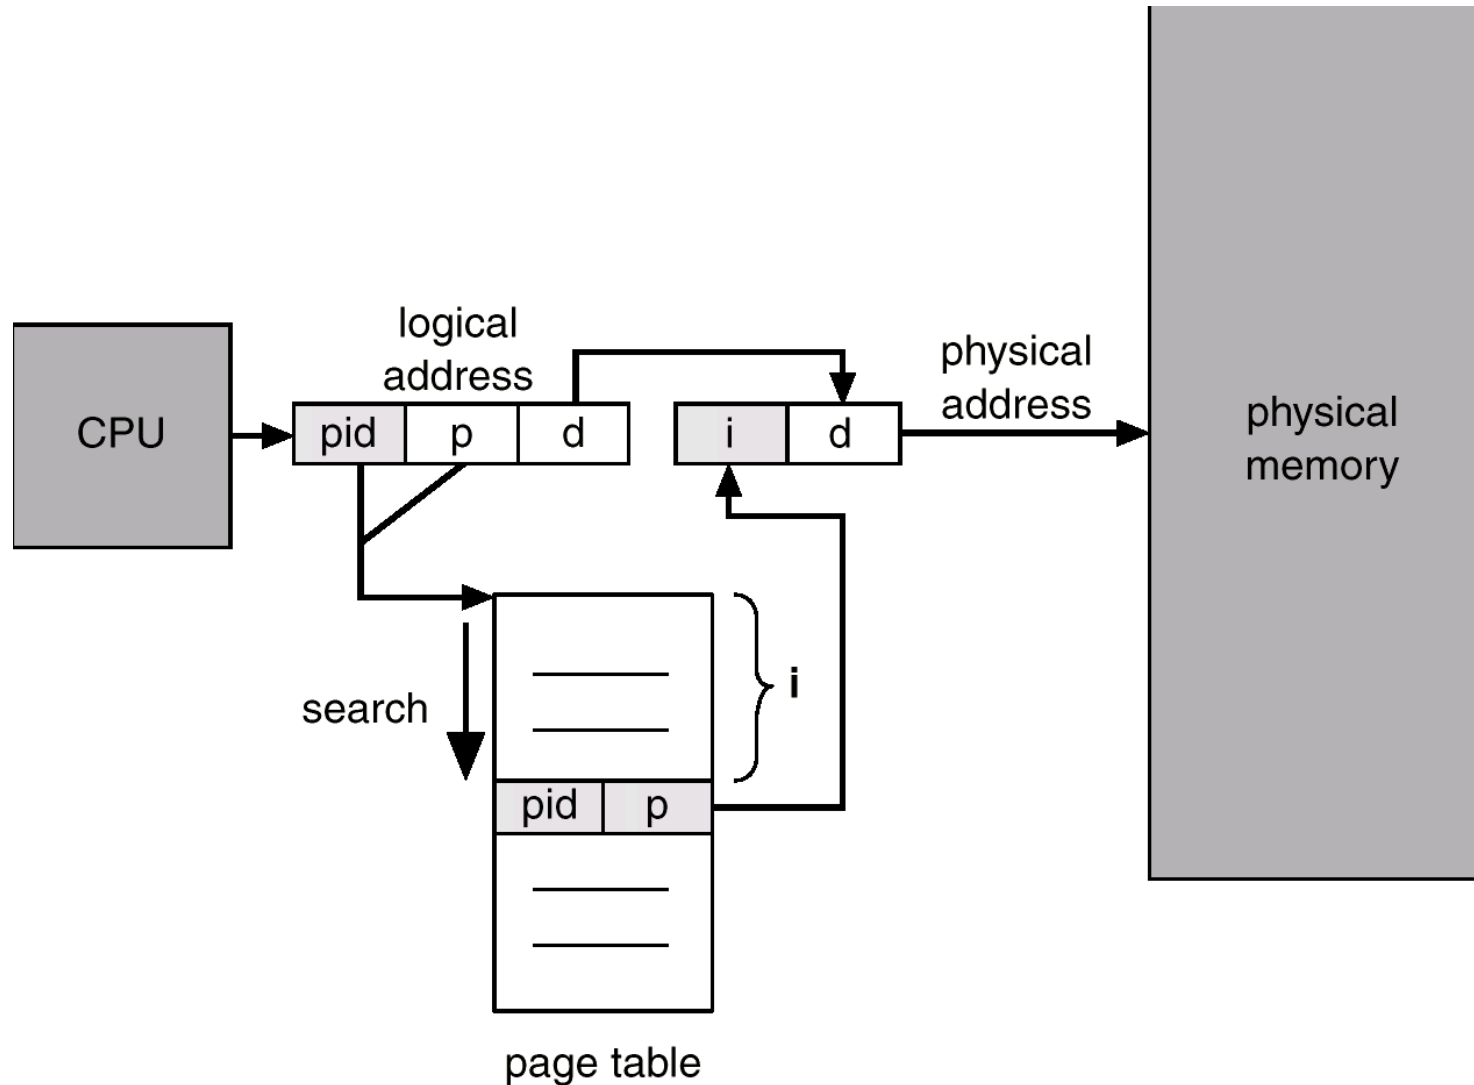 logical
address
physical
address
CPU
pid
p
d
i
d
physical
memory
search
i
pid
p
page table